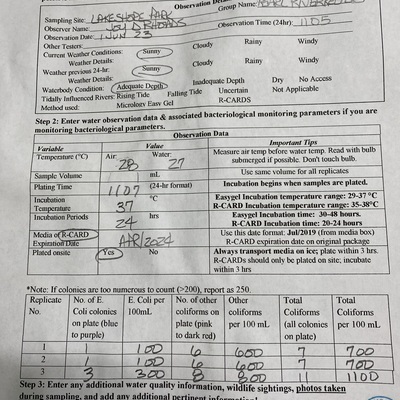 Observation
Sampling Site: LAKESHORE PARK Group Name:
Observer Name: JOY D RHOADS
Observation Date: 1 JUN 23 Observation Time (24hr): 1105
Other Testers:
Current Weather Conditions: Sunny Cloudy Rainy Windy
Weather Details:
Weather previous 24-hr: Sunny Cloudy Rainy Windy
Weather Details:
Waterbody Condition: Adequate Depth Inadequate Depth Dry No Access
Tidally Influenced Rivers: Rising Tide Falling Tide Uncertain Not Applicable
Method used: Micrology Easy Gel R-CARDS
Step 2: Enter water observation data & associated bacteriological monitoring parameters if you are
monitoring bacteriological parameters.
Observation Data
Variable Value Important Tips
Temperature (°C) Air: 28 Water: 27 Measure air temp before water temp. Read with bulb
submerged if possible. Don't touch bulb.
Sample Volume mL Use same volume for all replicates
Plating Time 1107 (24-hr format) Incubation begins when samples are plated.
Incubation Temperature 37 °C Easygel Incubation temperature range: 29-37 °C
R-CARD Incubation temperature range: 35-38°C
Incubation Periods 24 hrs Easygel Incubation time: 30-48 hours.
R-CARD Incubation time: 20-24 hours
Media or R-CARD Expiration Date APR/2024 Use this date format: Jul/2019 (from media box)
R-CARD expiration date on original package
Plated onsite Yes No Always transport media on ice; plate within 3 hrs.
R-CARDs should only be plated on site; incubate
within 3 hrs
*Note: If colonies are too numerous to count (>200), report as 250.
Replicate No. No. of E. Coli colonies on plate (blue to purple) E. Coli per 100mL No. of other coliforms on plate (pink to dark red) Other coliforms per 100 mL Total Coliforms (all colonies on plate) Total Coliforms per 100 mL
1 1 100 6 600 7 700
2 1 100 6 600 7 700
3 3 300 8 800 11 1100
Step 3: Enter any additional water quality information, wildlife sightings, photos taken
during sampling, and add any additional pertinent